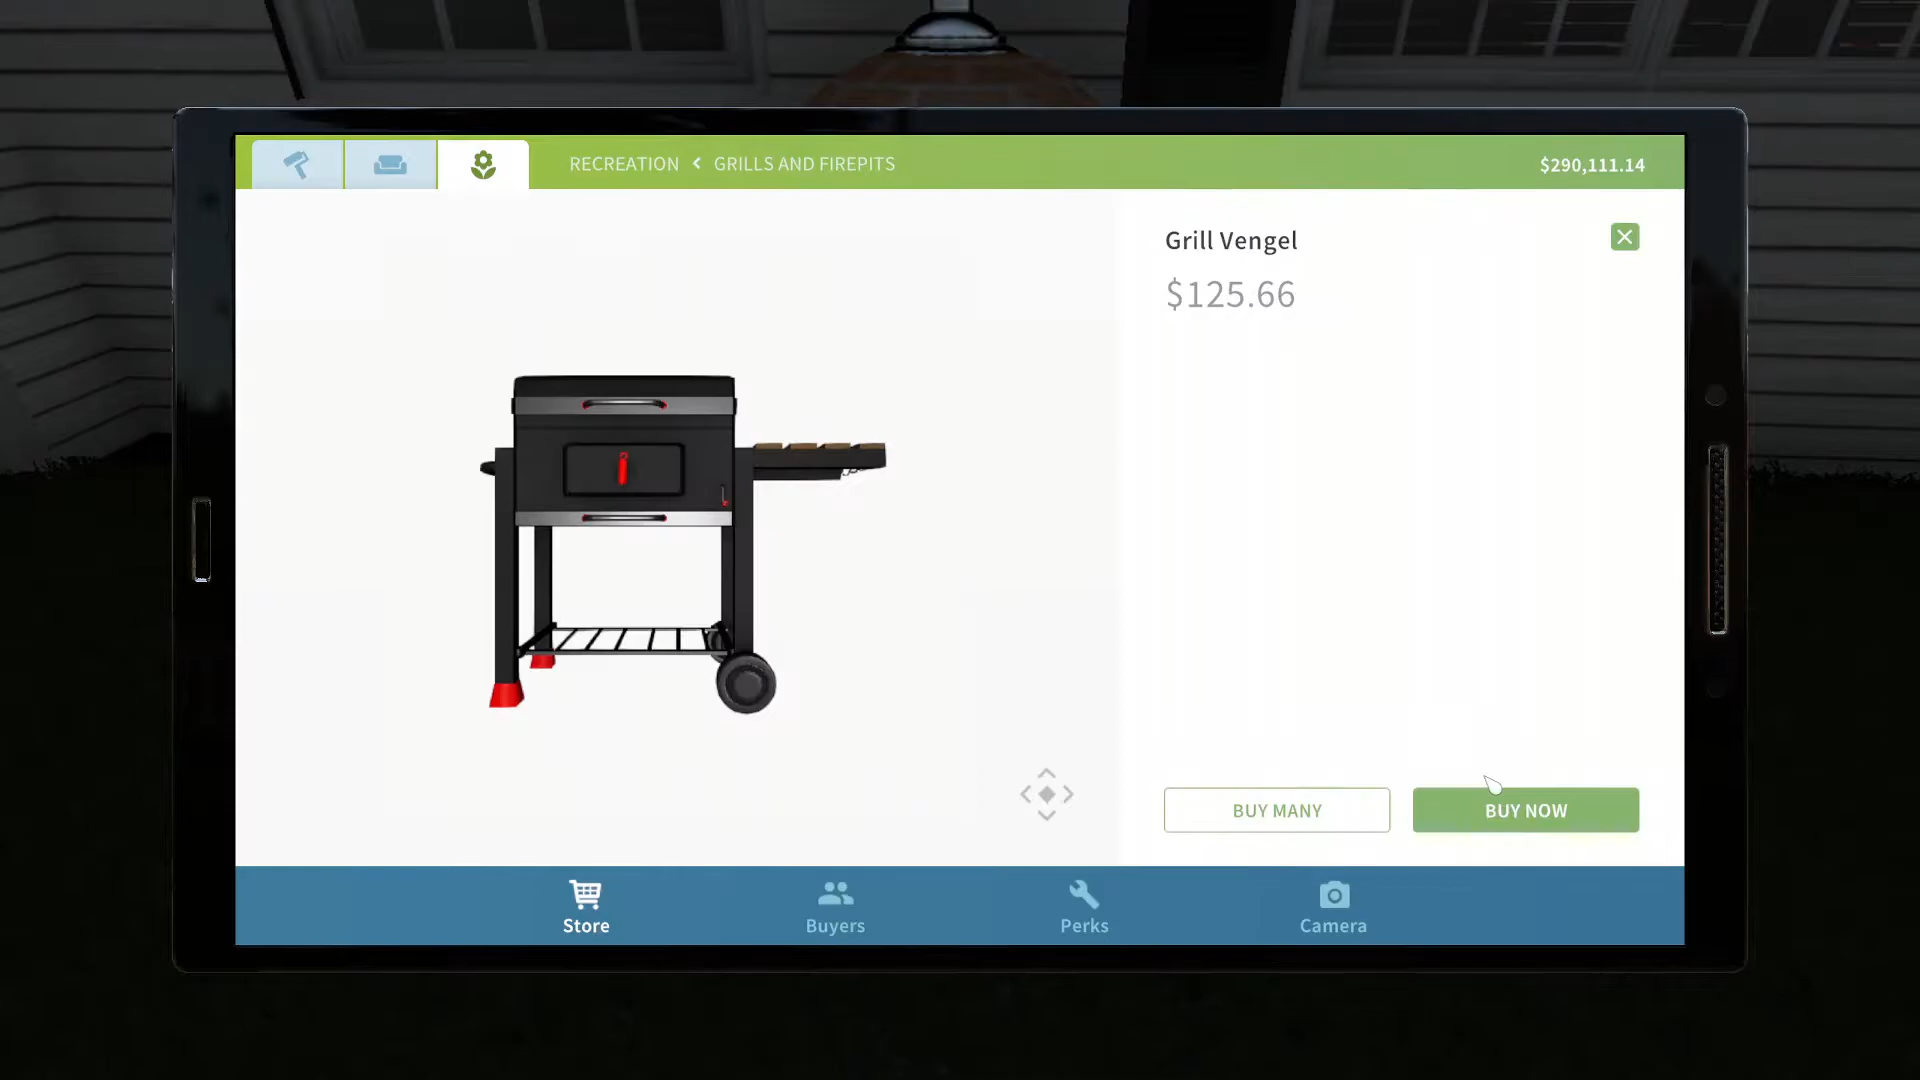 RECREATION < GRILLS AND FIREPITS
$290,111.14
Grill Vengel
$125.66
BUY MANY
BUY NOW
Store
Buyers
Perks
Camera